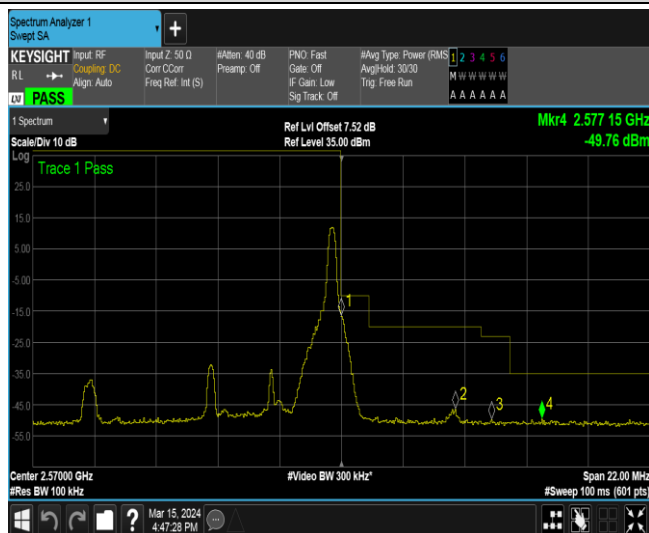 Spectrum Analyzer 1
Swept SA
+
KEYSIGHT
RL
LXI PASS
Input: RF
Coupling: DC
Align: Auto
Input Z: 50 Ω
Corr CCorr
Freq Ref: Int (S)
#Atten: 40 dB
Preamp: Off
PNO: Fast
Gate: Off
IF Gain: Low
Sig Track: Off
#Avg Type: Power (RMS
Avg|Hold: 30/30
Trig: Free Run
1 2 3 4 5 6
M W W W W W
A A A A A A
1 Spectrum
Scale/Div 10 dB
Ref Lvl Offset 7.52 dB
Ref Level 35.00 dBm
Mkr4 2.577 15 GHz
-49.76 dBm
Log
Trace 1 Pass
25.0
15.0
5.00
-5.00
-15.0
-25.0
-35.0
-45.0
-55.0
1
2
3
4
Center 2.57000 GHz
#Res BW 100 kHz
#Video BW 300 kHz*
Span 22.00 MHz
#Sweep 100 ms (601 pts)
?
Mar 15, 2024
4:47:28 PM